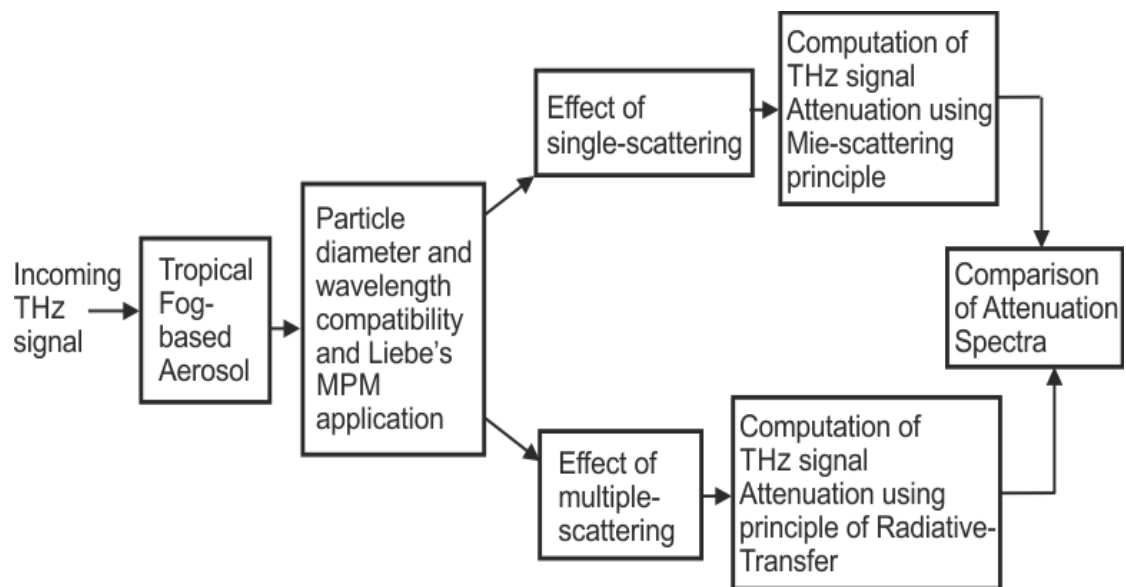 Incoming
THz
signal
Tropical
Fog-
based
Aerosol
Particle
diameter and
wavelength
compatibility
and Liebe's
MPM
application
Effect of
single-scattering
Computation of
THz signal
Attenuation using
Mie-scattering
principle
Effect of
multiple-
scattering
Computation of
THz signal
Attenuation using
principle of Radiative-
Transfer
Comparison
of Attenuation
Spectra